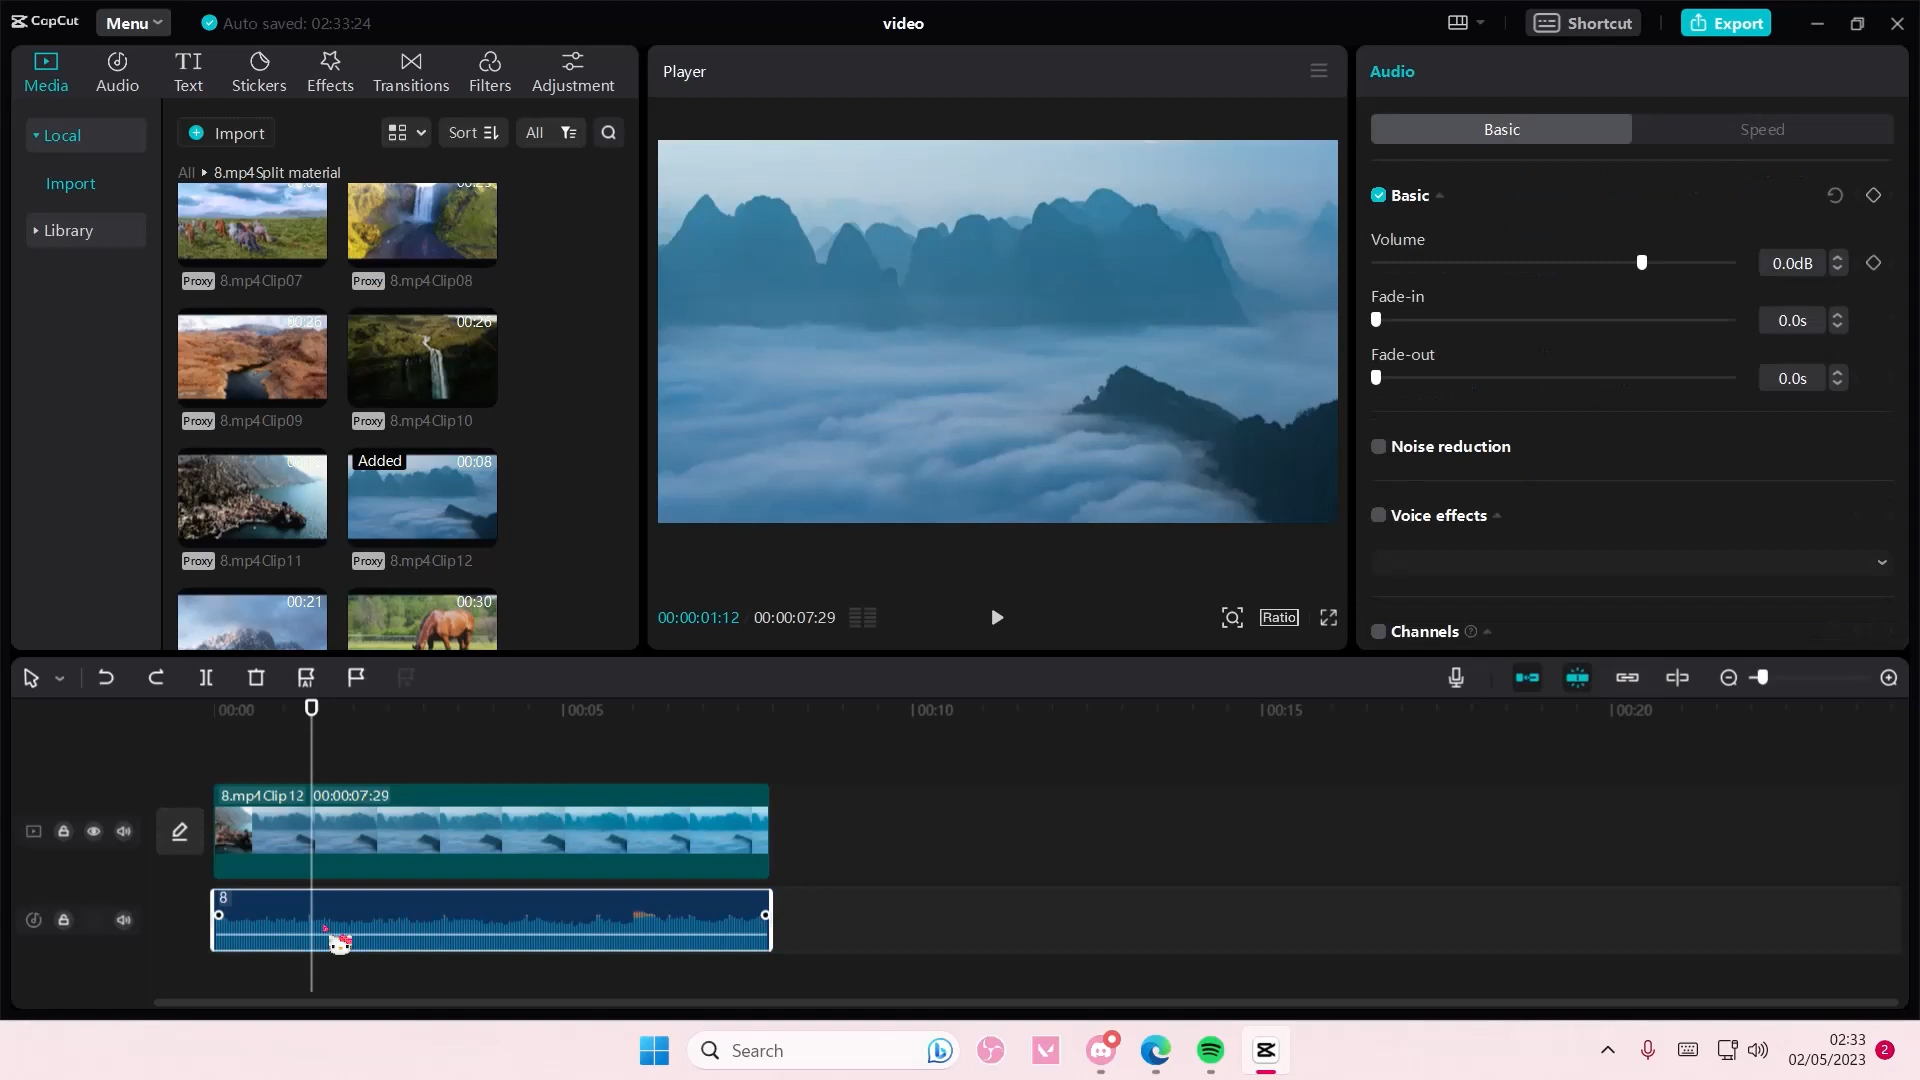 CapCut
Menu
Auto saved: 02:33:24
video
Shortcut
Export
Media
Audio
Text
Stickers
Effects
Transitions
Filters
Adjustment
Local
Import
Library
Import
Sort
All
All
8.mp4Split material
Proxy 8.mp4Clip07
Proxy 8.mp4Clip08
00:26
00:26
Proxy 8.mp4Clip09
Proxy 8.mp4Clip10
Added
00:08
Proxy 8.mp4Clip11
Proxy 8.mp4Clip12
00:21
00:30
Player
00:00:01:12
00:00:07:29
Ratio
Audio
Basic
Speed
Basic
Volume
0.0dB
Fade-in
0.0s
Fade-out
0.0s
Noise reduction
Voice effects
Channels
00:00
00:05
00:10
00:15
00:20
8.mp4Clip12 00:00:07:29
8
Search
02:33
02/05/2023
2